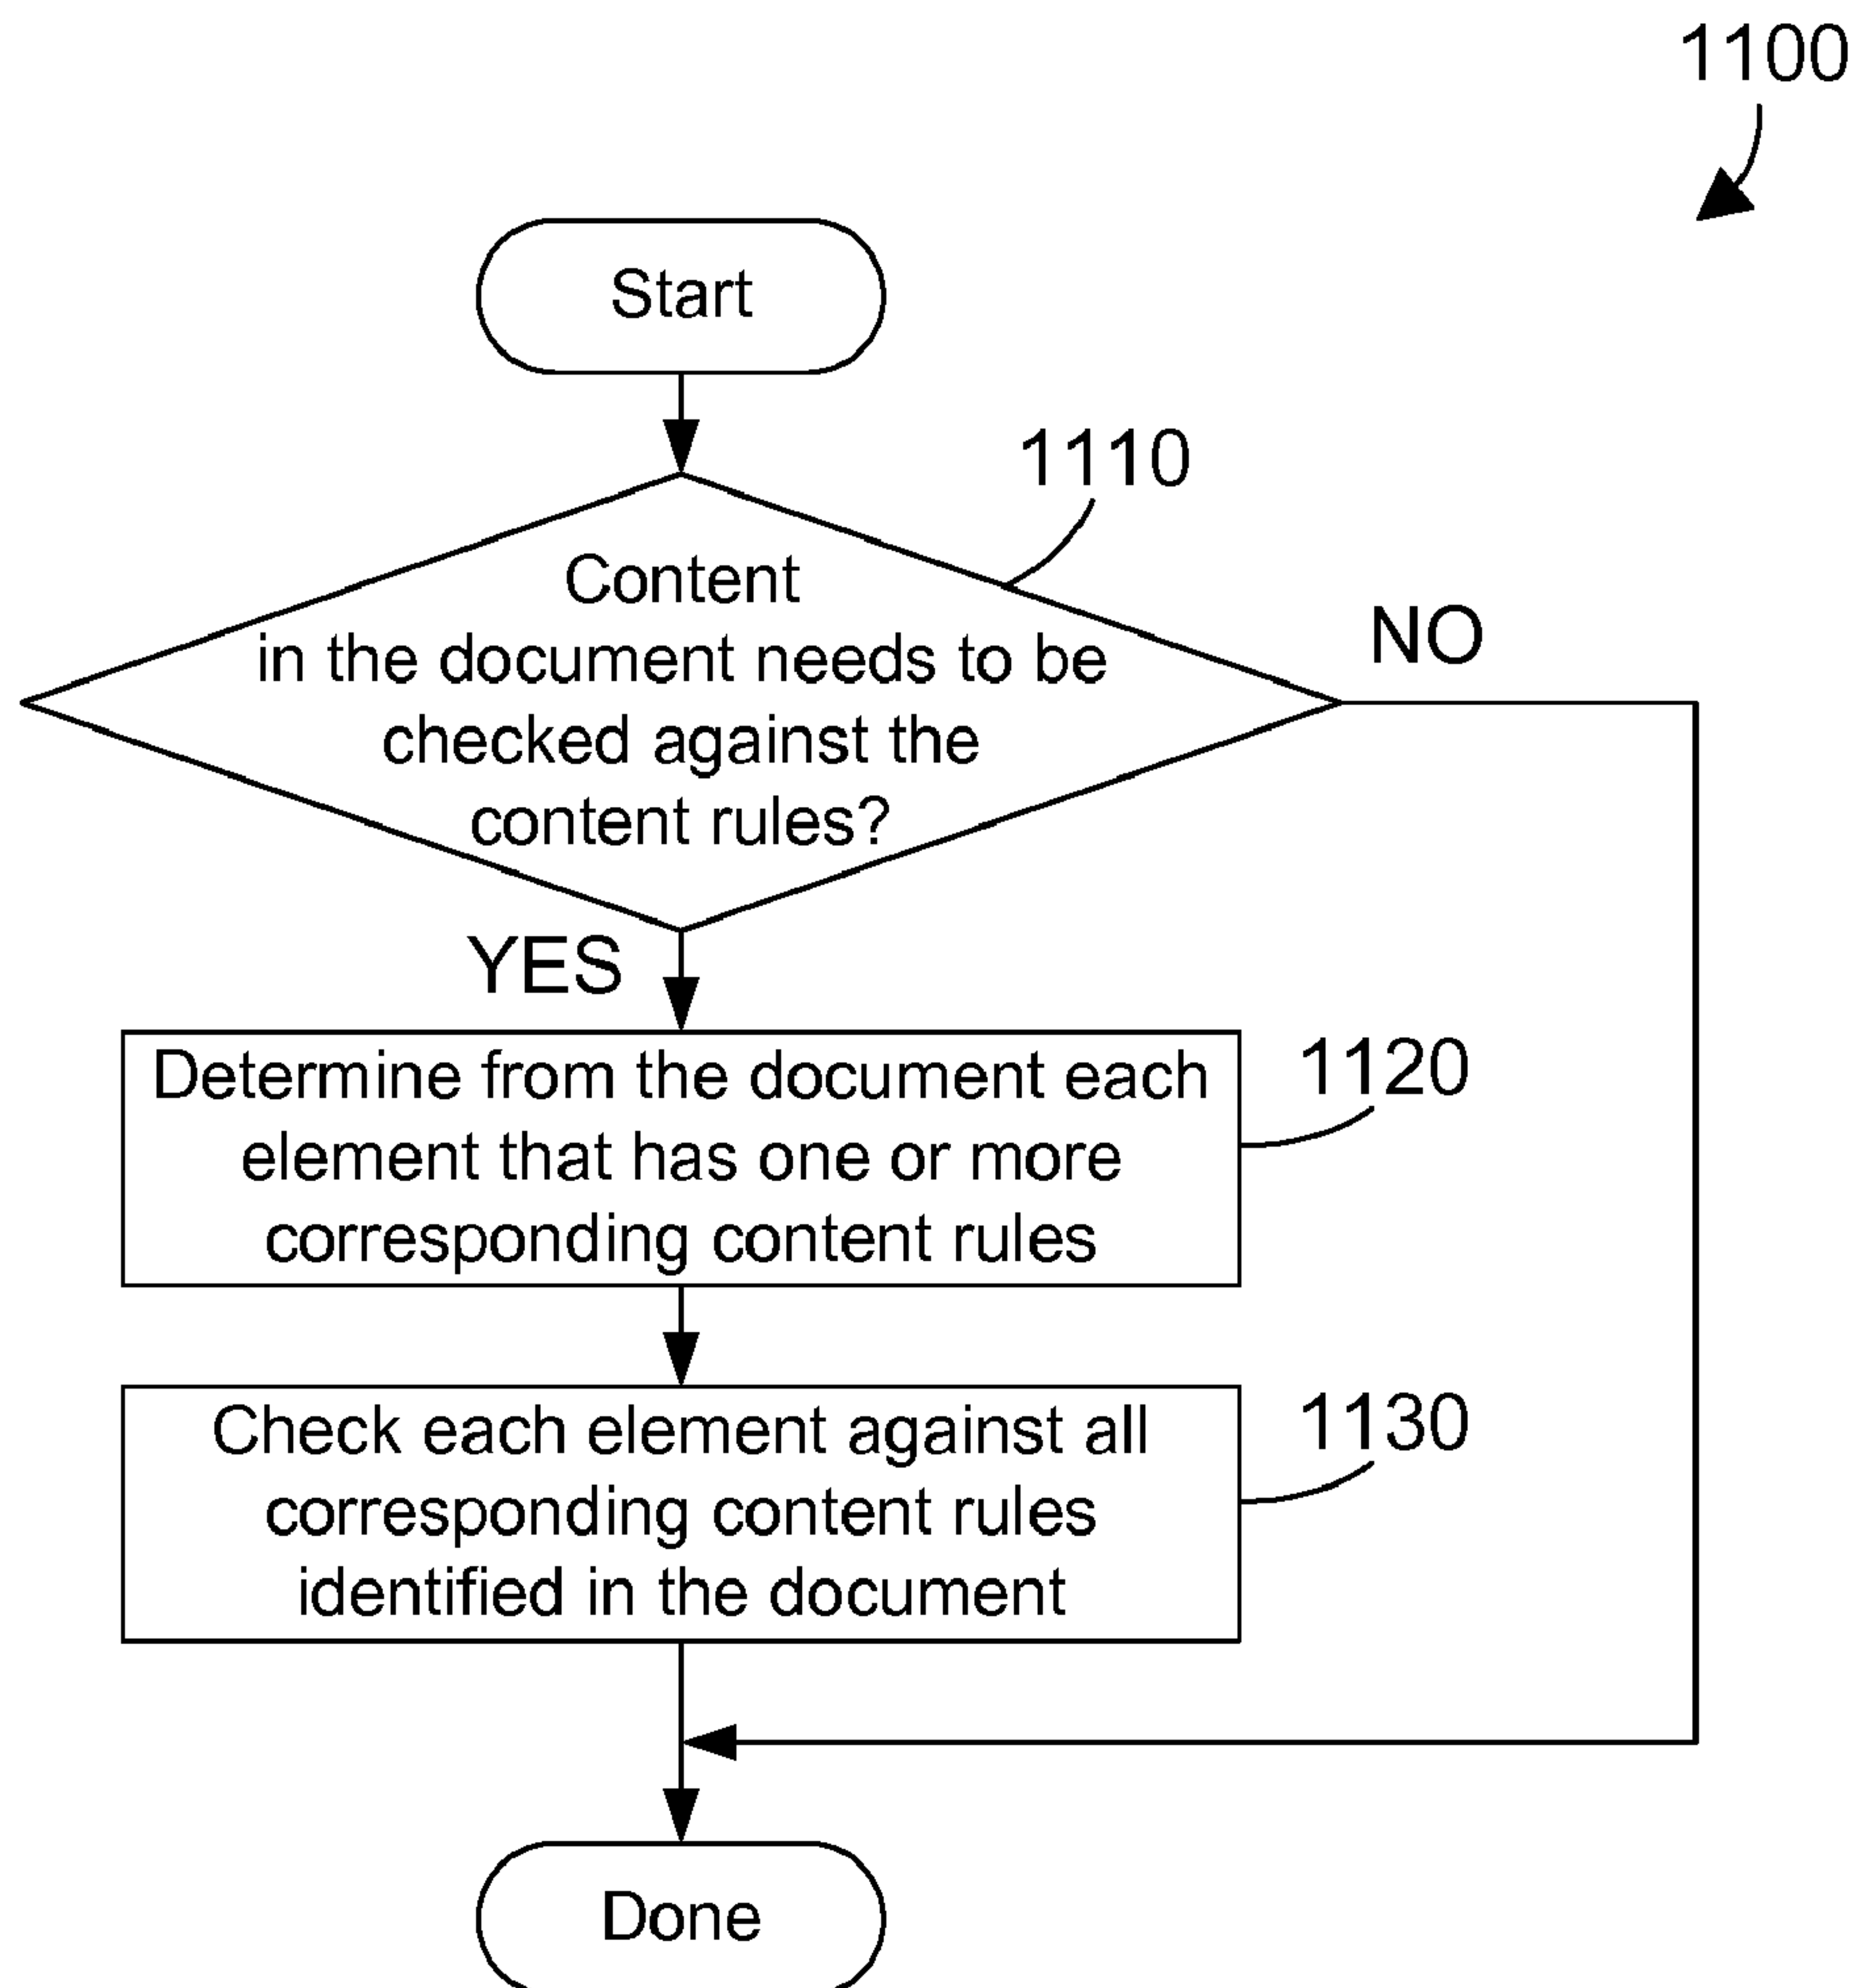 1100
Start
1110
Content
in the document needs to be
checked against the
content rules?
NO
YES
Determine from the document each
element that has one or more
corresponding content rules
1120
Check each element against all
corresponding content rules
identified in the document
1130
Done